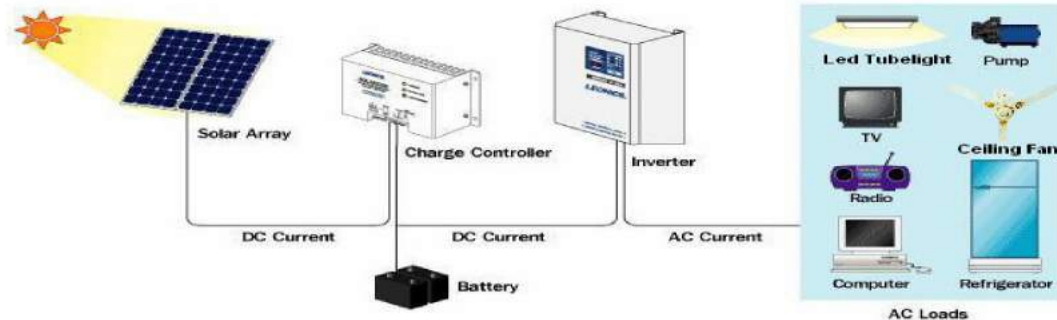 Solar Array
Charge Controller
LEONICS
Inverter
DC Current
DC Current
AC Current
Battery
Led Tubelight
Pump
TV
Ceiling Fan
Radio
Computer
Refrigerator
AC Loads